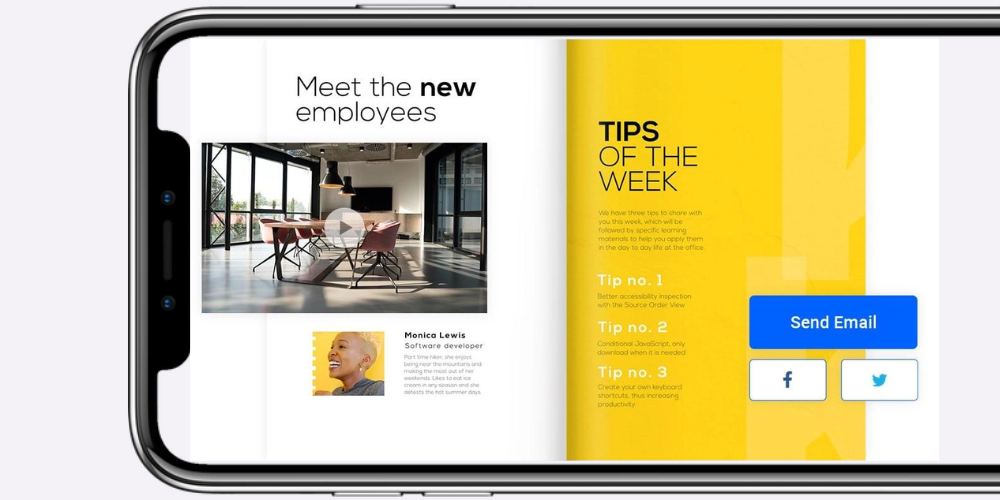 Meet the new
employees
Monica Lewis
Software developer
Part time hiker, she enjoys
being near the mountains and
making the most out of her
weekends. Likes to eat ice
cream in any season and she
detests the hot summer days.
TIPS
OF THE
WEEK
We have three tips to share with
you this week, which will be
followed by specific learning
materials to help you apply them
in the day to day life at the office.
Tip no. 1
Better accessibility inspection
with the Source Order View
Tip no. 2
Conditional JavaScript, only
download when it is needed
Tip no. 3
Create your own keyboard
shortcuts, thus increasing
productivity
Send Email